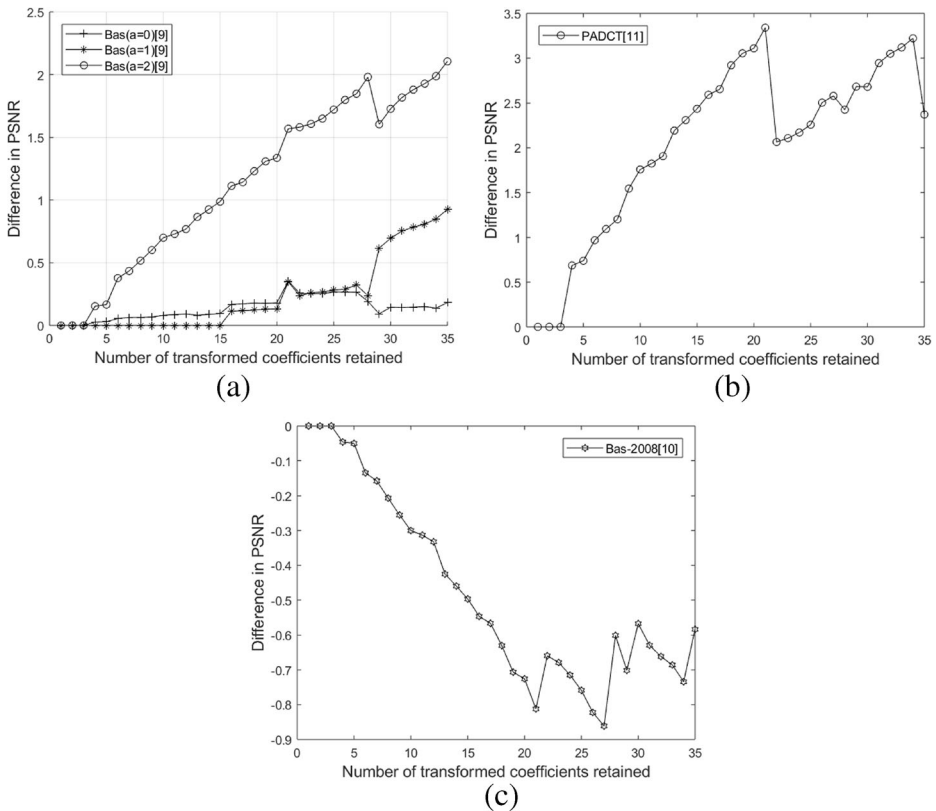 2.5
2
1.5
1
0.5
0
Difference in PSNR
Bas(a=0)[9]
Bas(a=1)[9]
Bas(a=2)[9]
0 5 10 15 20 25 30 35
Number of transformed coefficients retained
(a)
3.5
3
2.5
2
1.5
1
0.5
0
Difference in PSNR
PADCT[11]
0 5 10 15 20 25 30 35
Number of transformed coefficients retained
(b)
0
-0.1
-0.2
-0.3
-0.4
-0.5
-0.6
-0.7
-0.8
-0.9
Difference in PSNR
Bas-2008[10]
0 5 10 15 20 25 30 35
Number of transformed coefficients retained
(c)